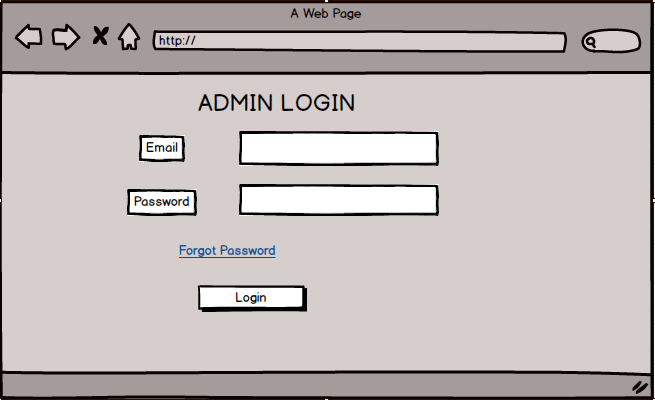 A Web Page
http://
ADMIN LOGIN
Email
Password
Forgot Password
Login